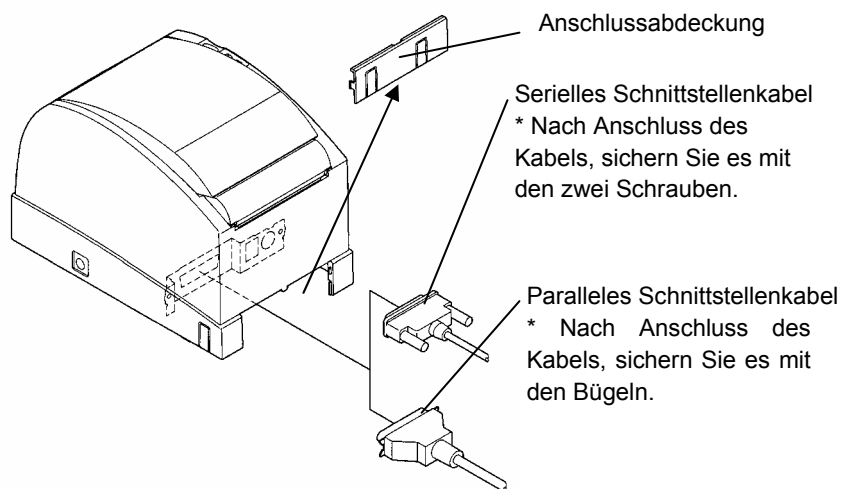 Anschlussabdeckung
Serielles Schnittstellenkabel
* Nach Anschluss des
Kabels, sichern Sie es mit
den zwei Schrauben.
Paralleles Schnittstellenkabel
* Nach Anschluss des
Kabels, sichern Sie es mit
den Bügeln.